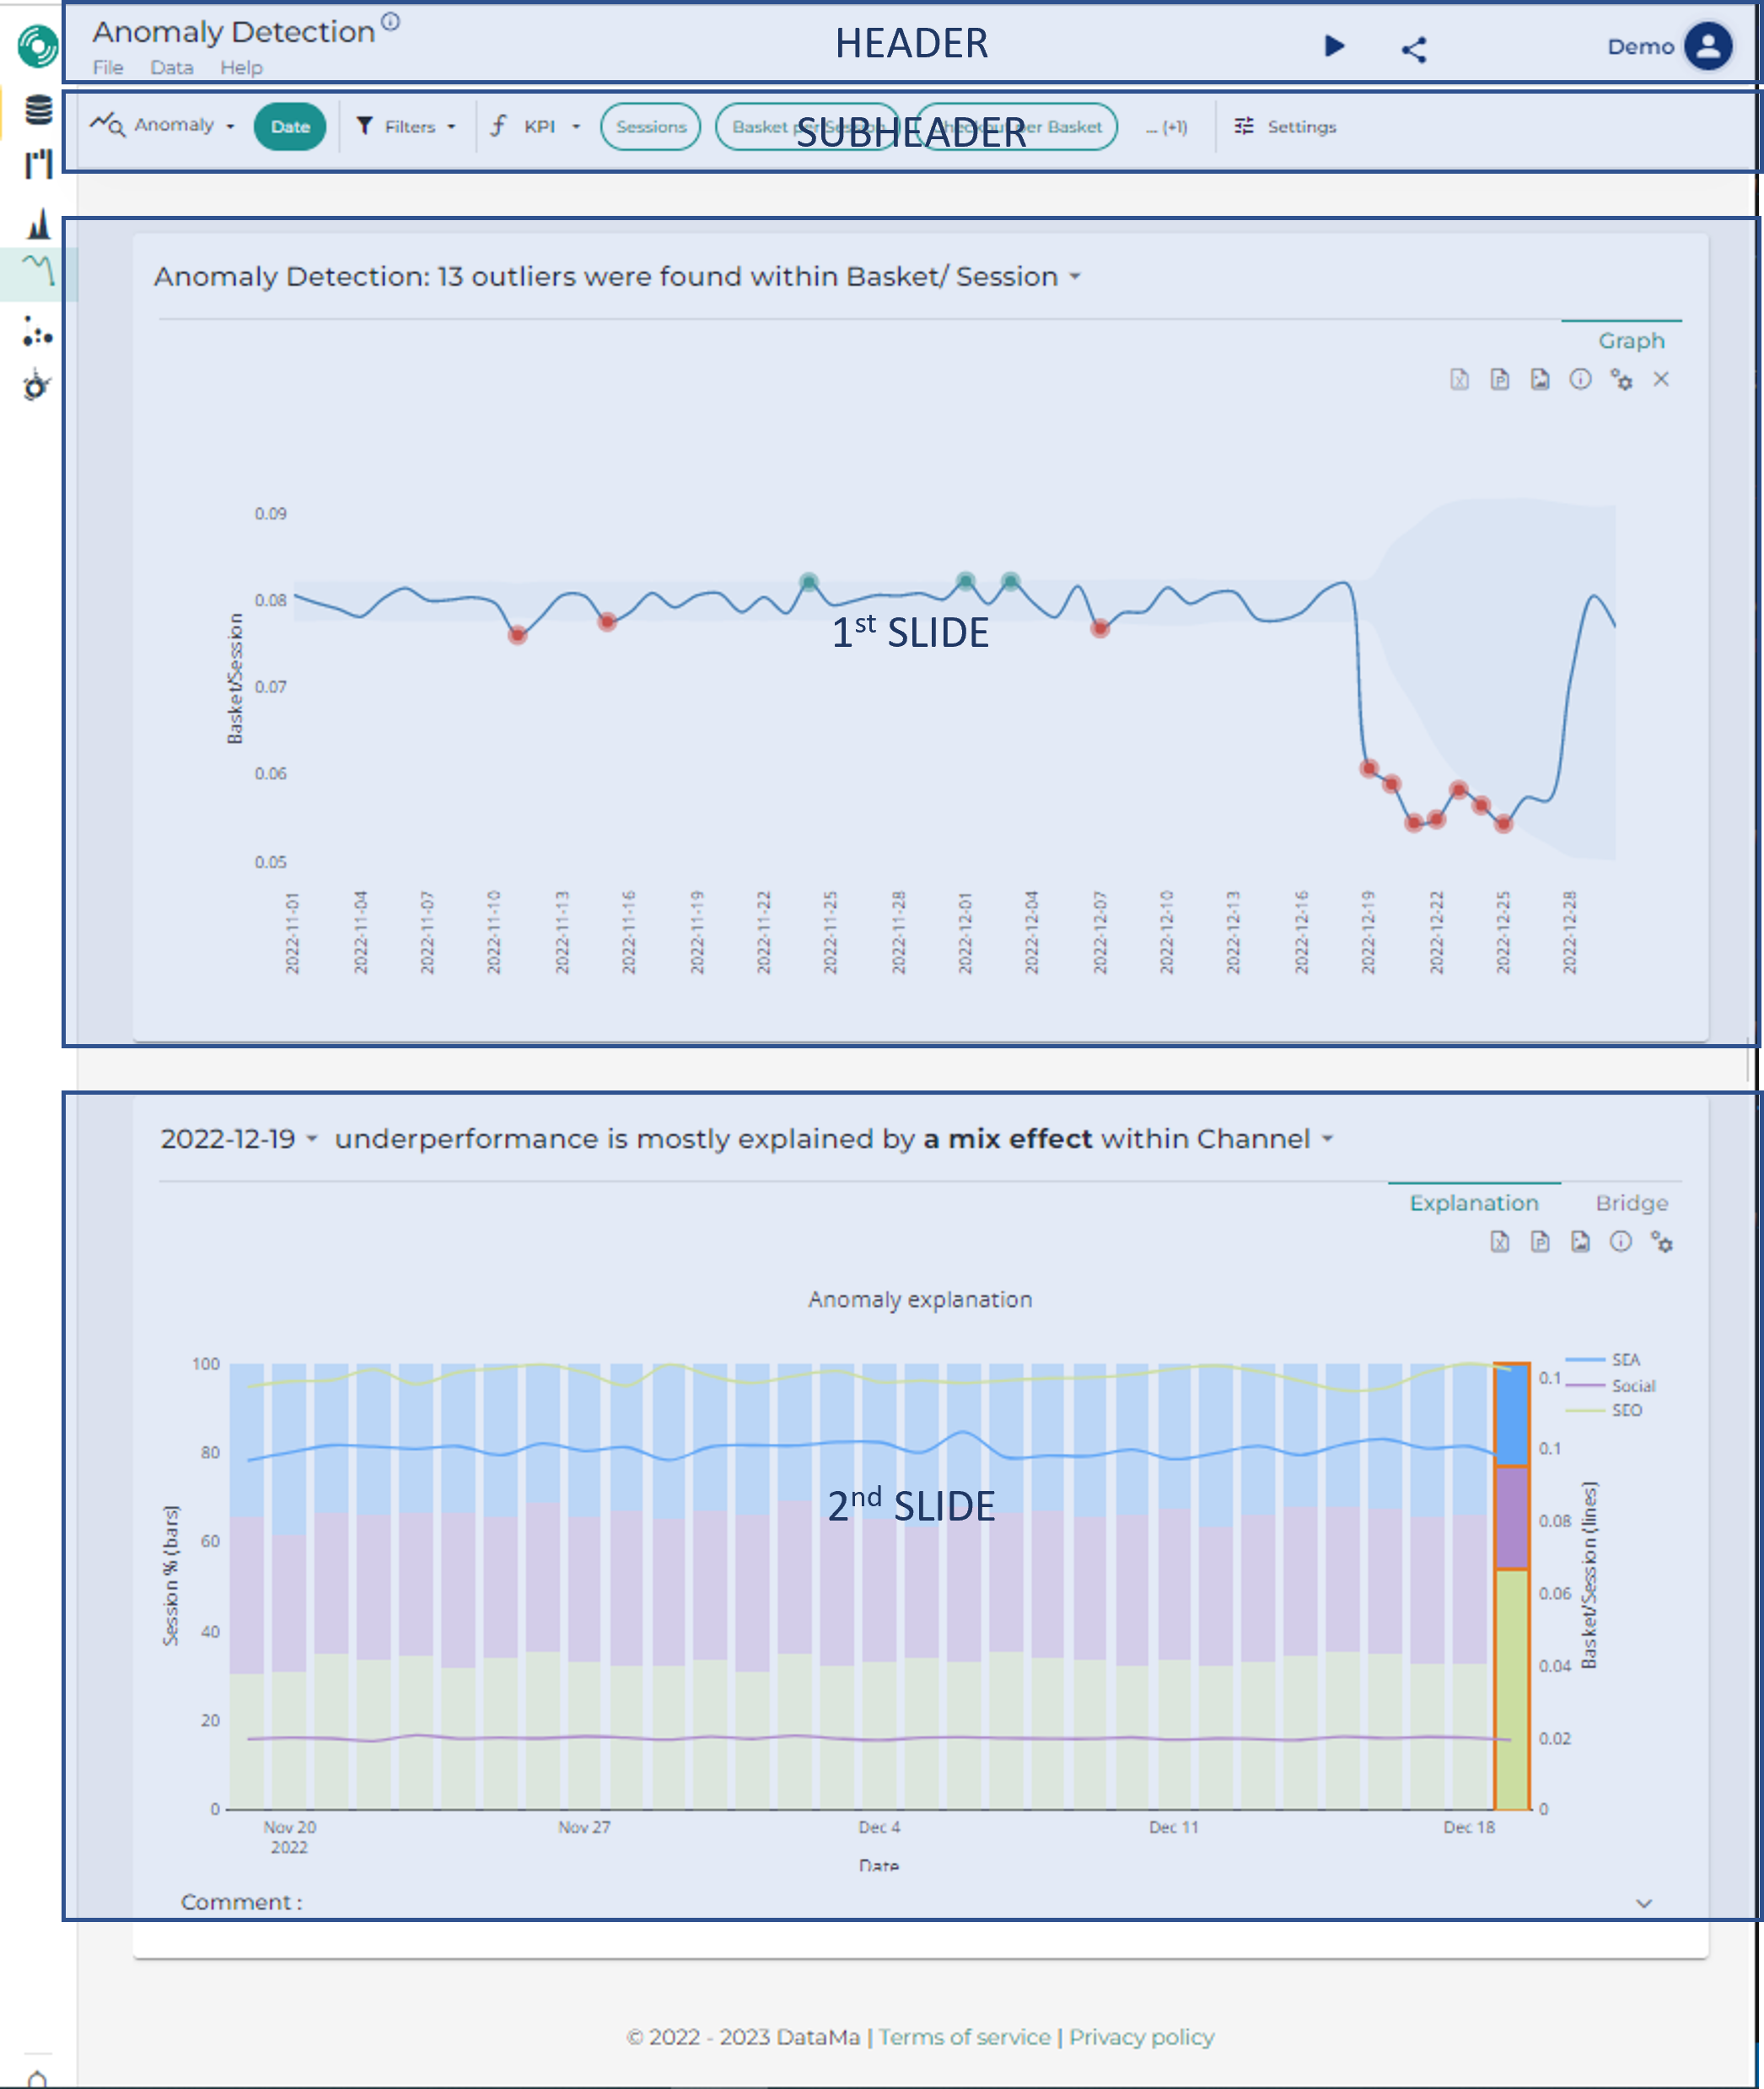 Anomaly Detection
HEADER
File Data Help
Demo
Anomaly Date Filters KPI Sessions Basket per Session Checkout per Basket ... (+1) Settings
SUBHEADER
Anomaly Detection: 13 outliers were found within Basket/ Session
Graph
0.09
0.08
0.07
0.06
0.05
Basket/Session
1st SLIDE
2022-11-01
2022-11-04
2022-11-07
2022-11-10
2022-11-13
2022-11-16
2022-11-19
2022-11-22
2022-11-25
2022-11-28
2022-12-01
2022-12-04
2022-12-07
2022-12-10
2022-12-13
2022-12-16
2022-12-19
2022-12-22
2022-12-25
2022-12-28
2022-12-19 underperformance is mostly explained by a mix effect within Channel
Explanation Bridge
Anomaly explanation
100
80
60
40
20
0
Session % (bars)
2nd SLIDE
SEA
Social
SEO
0.1
0.1
0.08
0.06
0.04
0.02
0
Basket/Session (lines)
Nov 20
2022
Nov 27
Dec 4
Dec 11
Dec 18
Date
Comment :
© 2022 - 2023 DataMa | Terms of service | Privacy policy